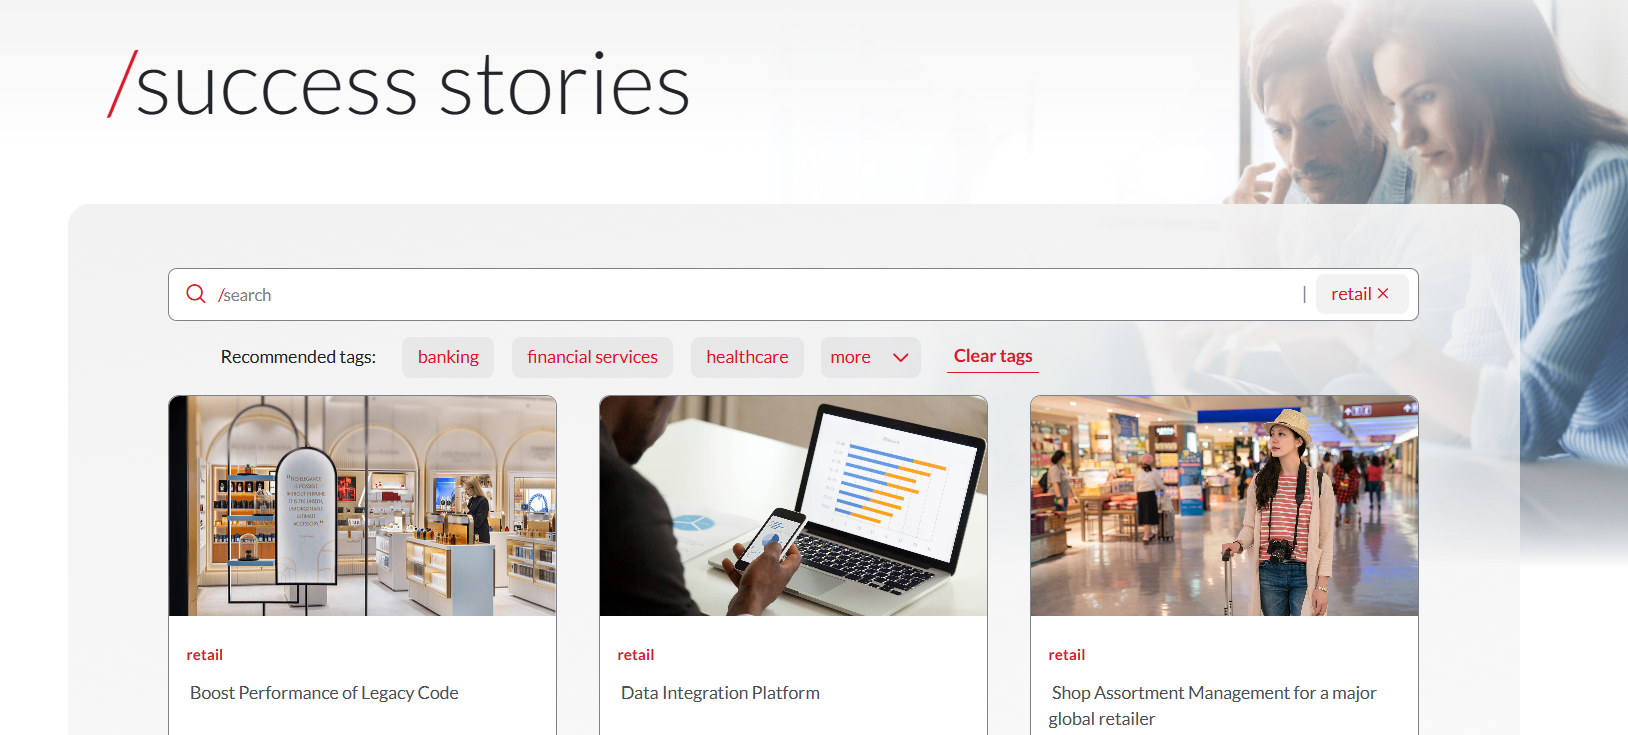 /success stories
/search
| retail ×
Recommended tags: banking financial services healthcare more Clear tags
retail
Boost Performance of Legacy Code
retail
Data Integration Platform
retail
Shop Assortment Management for a major
global retailer